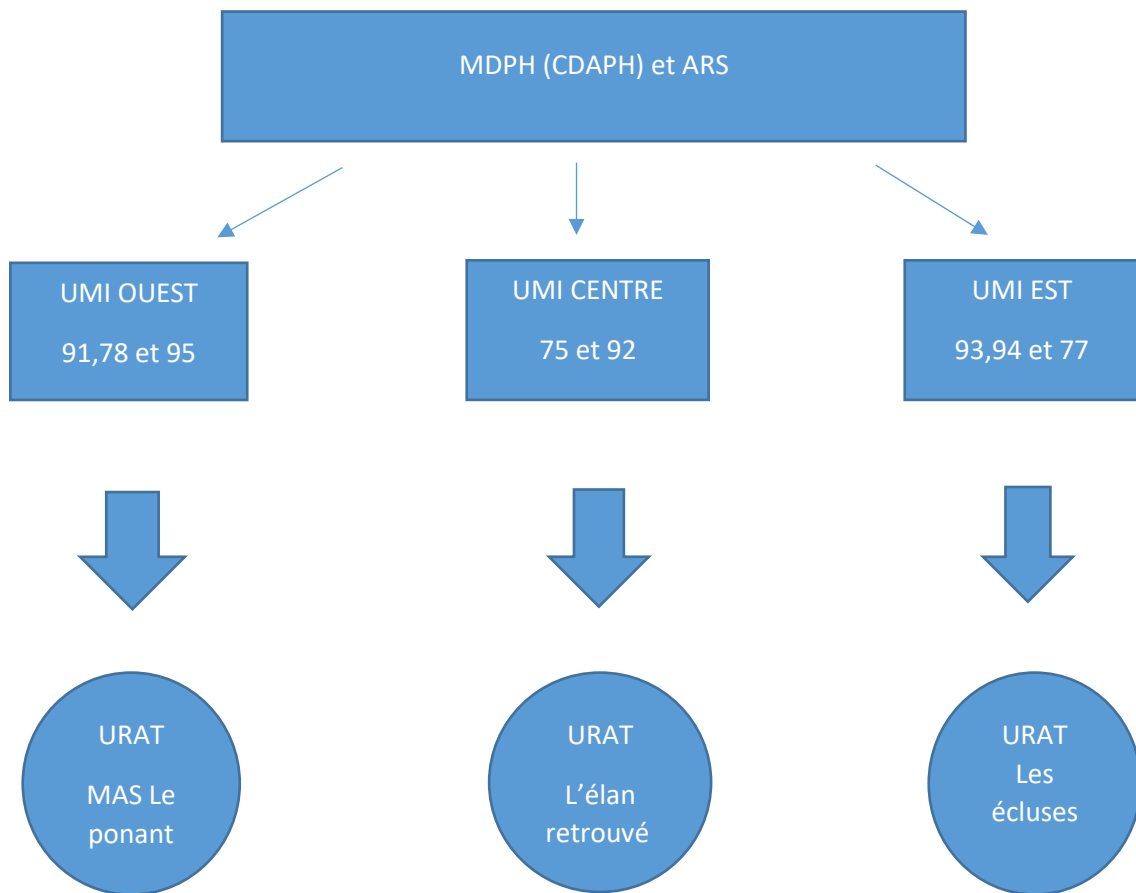 MDPH (CDAPH) et ARS
UMI OUEST
91,78 et 95
UMI CENTRE
75 et 92
UMI EST
93,94 et 77
URAT
MAS Le
ponant
URAT
L’élan
retrouvé
URAT
Les
écluses